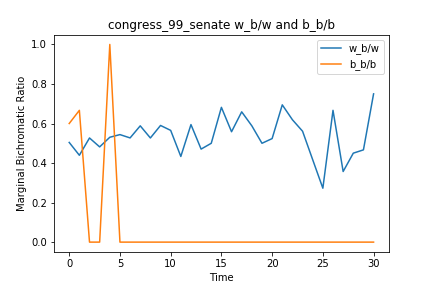 congress_99_senate w_b/w and b_b/b
w_b/w
b_b/b
Marginal Bichromatic Ratio
1.0
0.8
0.6
0.4
0.2
0.0
0 5 10 15 20 25 30
Time